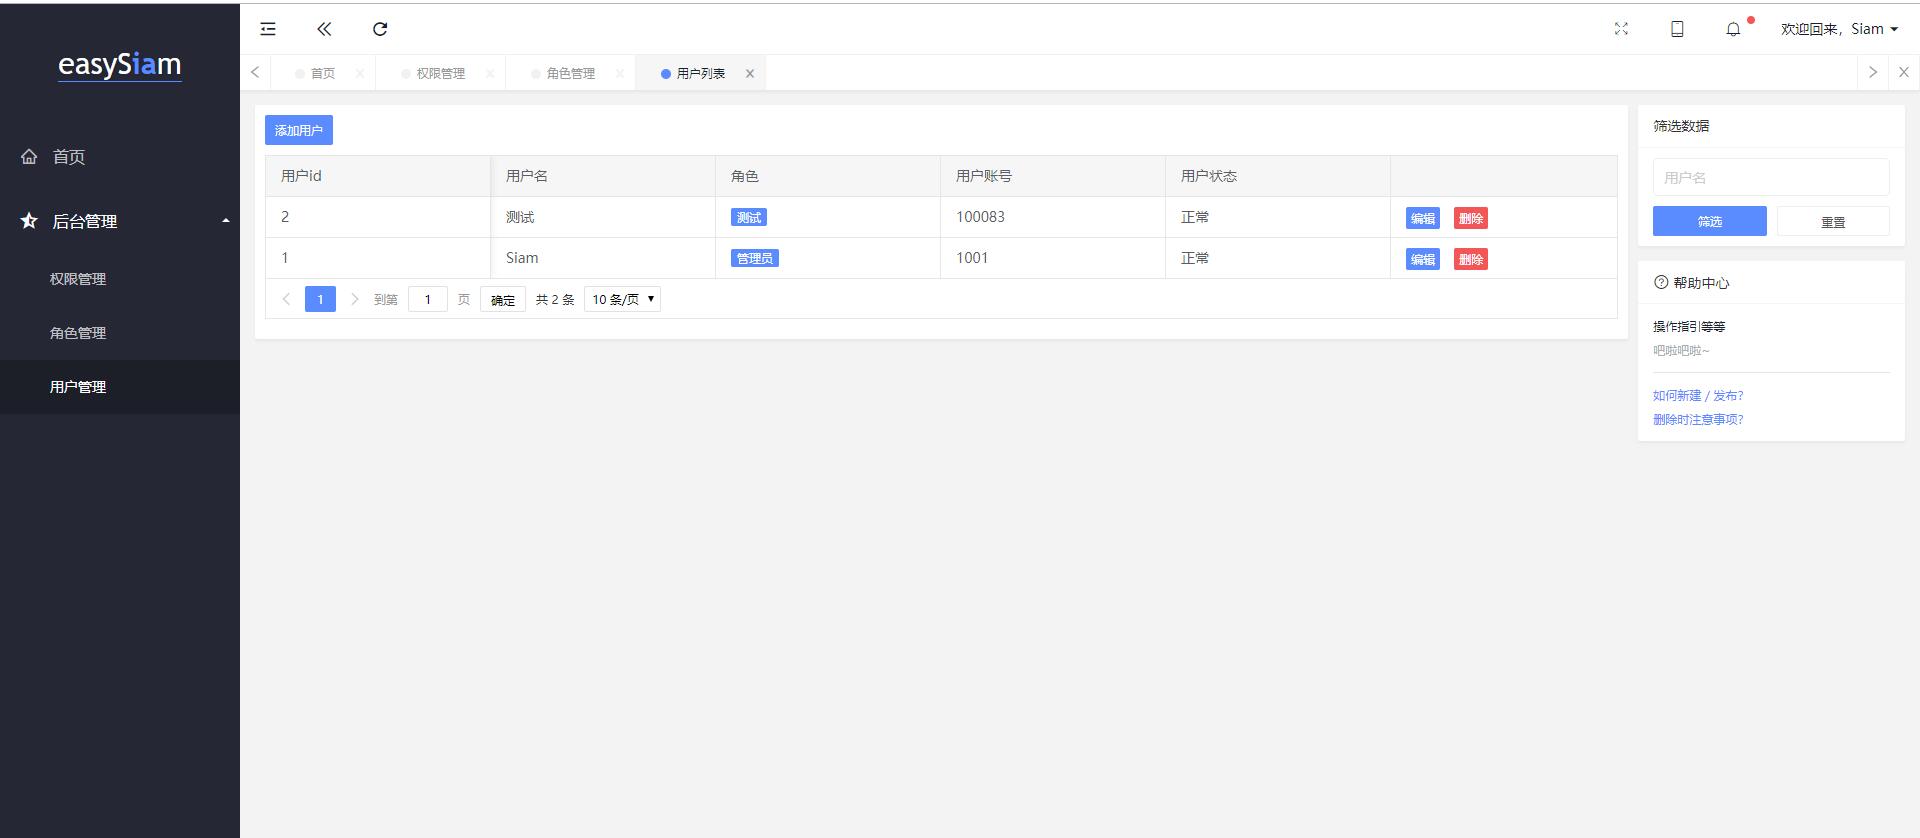 easySiam
首页
后台管理
权限管理
角色管理
用户管理
欢迎回来，Siam
首页 权限管理 角色管理 用户列表
添加用户
用户id 用户名 角色 用户账号 用户状态
2 测试 测试 100083 正常 编辑 删除
1 Siam 管理员 1001 正常 编辑 删除
1 到第 1 页 确定 共 2 条 10 条/页
筛选数据
用户名
筛选 重置
帮助中心
操作指引等等
吧啦吧啦~
如何新建 / 发布?
删除时注意事项?